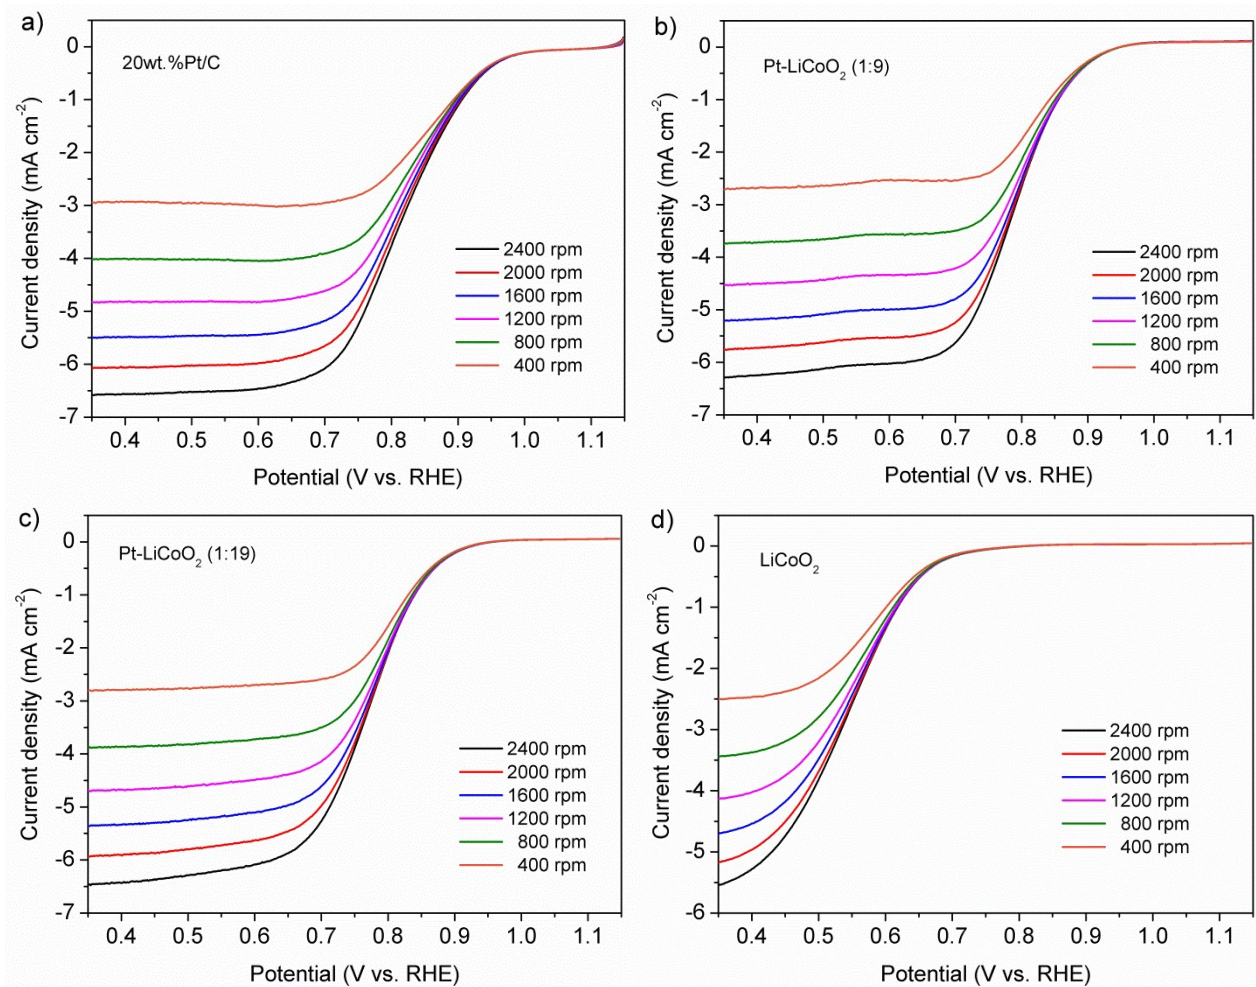 a)
20wt.%Pt/C
Current density (mA cm⁻²)
0
-1
-2
-3
-4
-5
-6
-7
2400 rpm
2000 rpm
1600 rpm
1200 rpm
800 rpm
400 rpm
0.4 0.5 0.6 0.7 0.8 0.9 1.0 1.1
Potential (V vs. RHE)
b)
Pt-LiCoO₂ (1:9)
Current density (mA cm⁻²)
0
-1
-2
-3
-4
-5
-6
-7
2400 rpm
2000 rpm
1600 rpm
1200 rpm
800 rpm
400 rpm
0.4 0.5 0.6 0.7 0.8 0.9 1.0 1.1
Potential (V vs. RHE)
c)
Pt-LiCoO₂ (1:19)
Current density (mA cm⁻²)
0
-1
-2
-3
-4
-5
-6
-7
2400 rpm
2000 rpm
1600 rpm
1200 rpm
800 rpm
400 rpm
0.4 0.5 0.6 0.7 0.8 0.9 1.0 1.1
Potential (V vs. RHE)
d)
LiCoO₂
Current density (mA cm⁻²)
0
-1
-2
-3
-4
-5
-6
2400 rpm
2000 rpm
1600 rpm
1200 rpm
800 rpm
400 rpm
0.4 0.5 0.6 0.7 0.8 0.9 1.0 1.1
Potential (V vs. RHE)